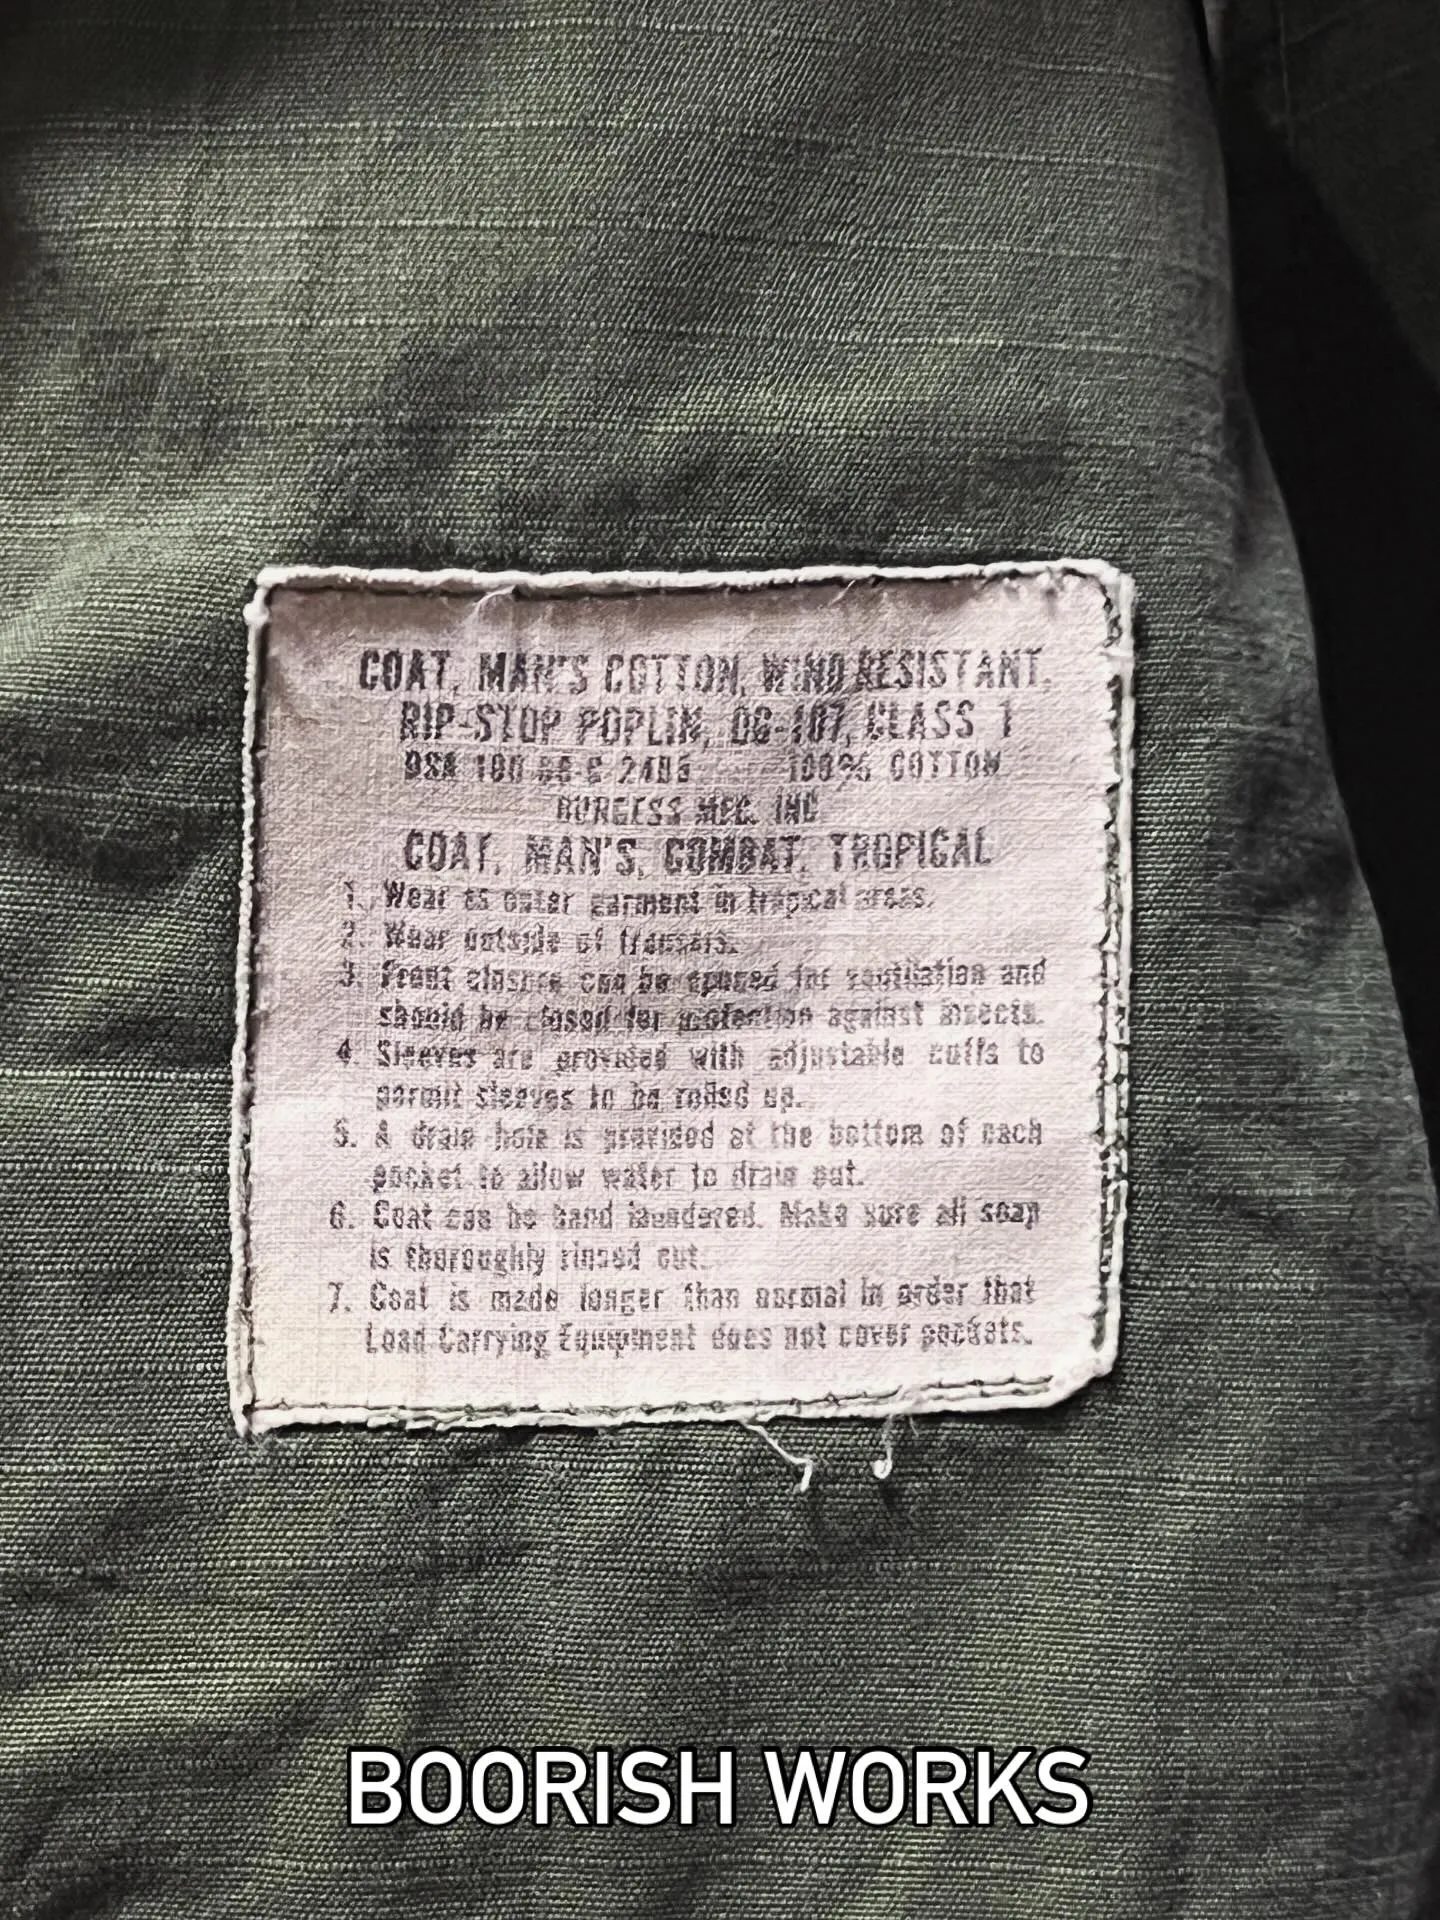 COAT, MAN'S COTTON, WIND RESISTANT,
RIP-STOP POPLIN, OG-107, CLASS 1
DSA 100 100% COTTON
BURGESS MFG. INC
COAT, MAN'S, COMBAT, TROPICAL
1. Wear as outer garment in tropical areas.
2. Wear outside of trousers.
3. Front closure can be opened for ventilation and
should be closed for protection against insects.
4. Sleeves are provided with adjustable cuffs to
permit sleeves to be rolled up.
5. A drain hole is provided at the bottom of each
pocket to allow water to drain out.
6. Coat can be hand laundered. Make sure all soap
is thoroughly rinsed out.
7. Coat is made longer than normal in order that
Load Carrying Equipment does not cover pockets.
BOORISH WORKS